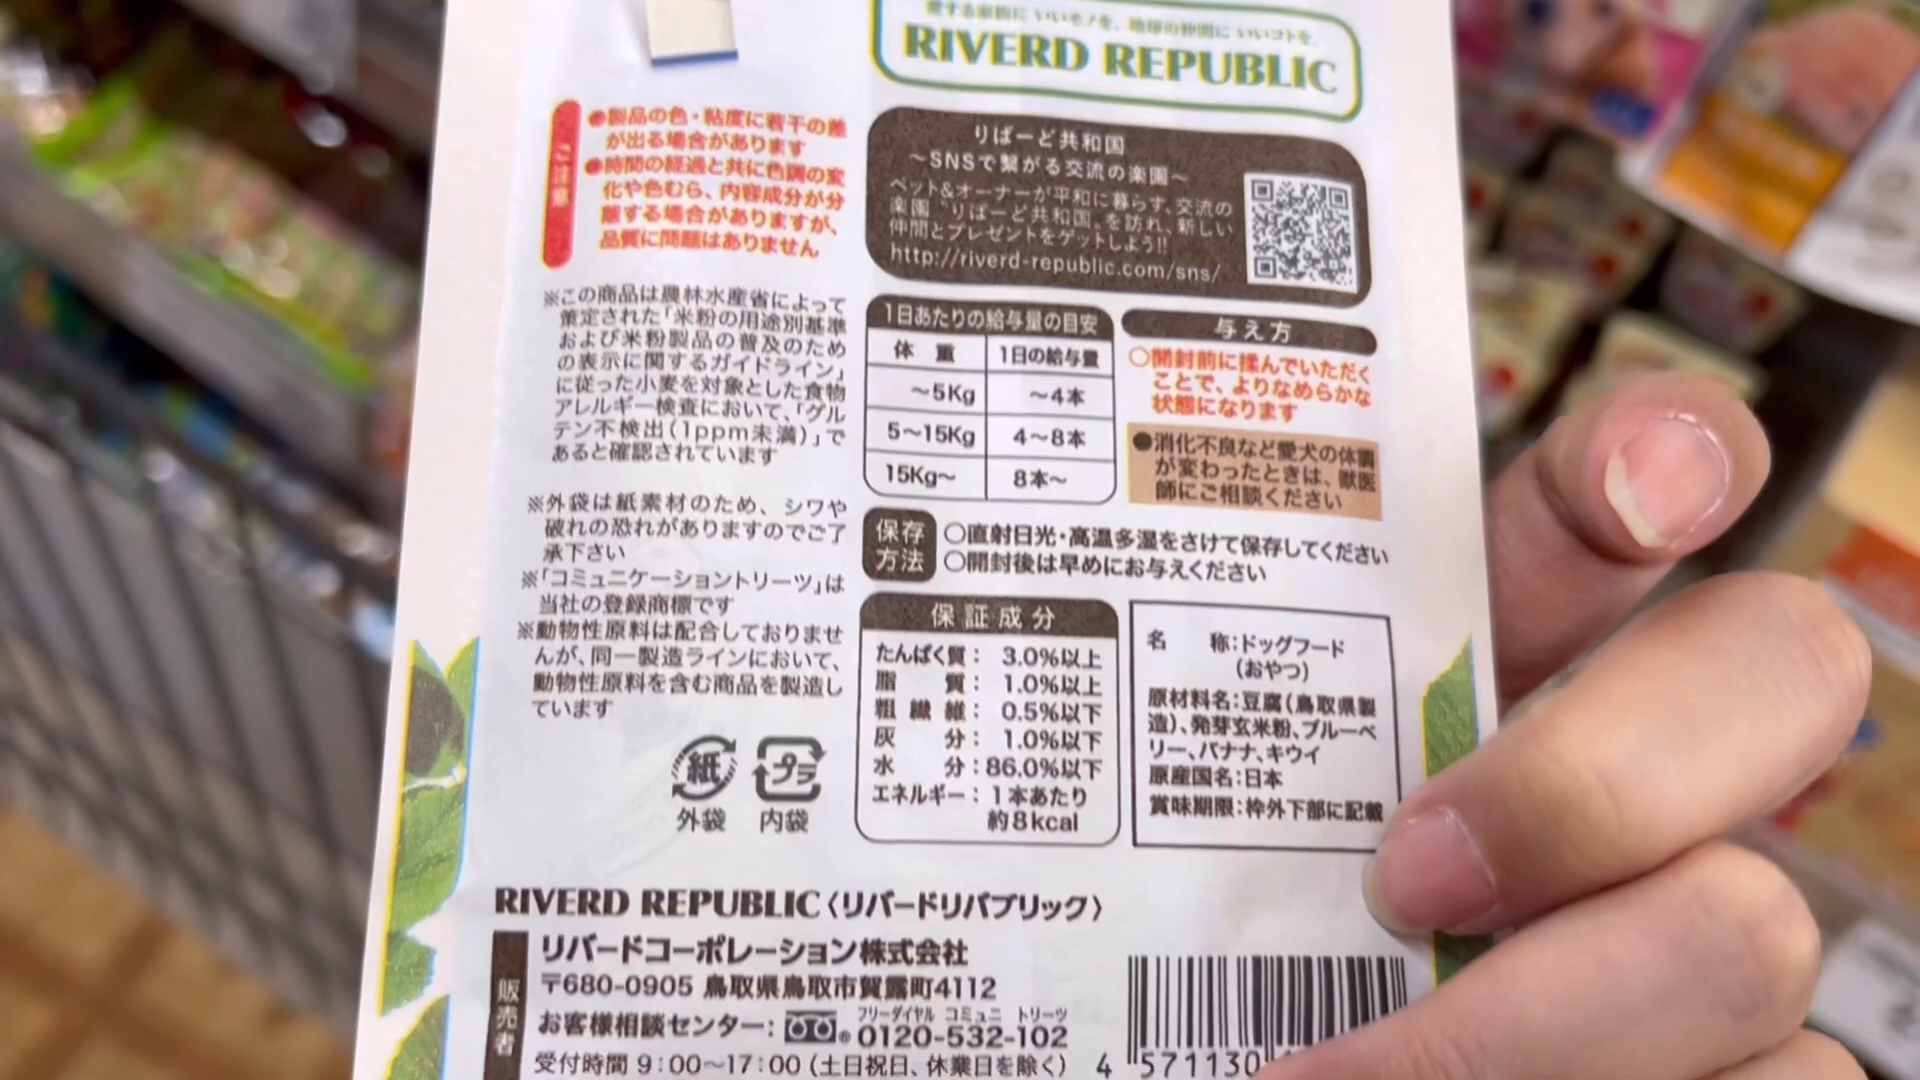 愛する家族に いいモノを、地球の仲間に いいコトを。
RIVERD REPUBLIC
ご注意
●製品の色・粘度に若干の差
が出る場合があります
●時間の経過と共に色調の変
化や色むら、内容成分が分
離する場合がありますが、
品質に問題はありません
※この商品は農林水産省によって
策定された「米粉の用途別基準
および米粉製品の普及のため
の表示に関するガイドライン」
に従った小麦を対象とした食物
アレルギー検査において、「グル
テン不検出(1ppm未満)」で
あると確認されています
※外袋は紙素材のため、シワや
破れの恐れがありますのでご了
承下さい
※「コミュニケーショントリーツ」は
当社の登録商標です
※動物性原料は配合しておりませ
んが、同一製造ラインにおいて、
動物性原料を含む商品を製造し
ています
紙 プラ
外袋 内袋
りばーど共和国
～SNSで繋がる交流の楽園～
ペット&オーナーが平和に暮らす、交流の
楽園“りばーど共和国”を訪れ、新しい
仲間とプレゼントをゲットしよう!!
http://riverd-republic.com/sns/
1日あたりの給与量の目安
体 重 1日の給与量
～5Kg ～4本
5～15Kg 4～8本
15Kg～ 8本～
与え方
○開封前に揉んでいただく
ことで、よりなめらかな
状態になります
●消化不良など愛犬の体調
が変わったときは、獣医
師にご相談ください
保存
方法
○直射日光・高温多湿をさけて保存してください
○開封後は早めにお与えください
保証成分
たんぱく質: 3.0%以上
脂 質: 1.0%以上
粗繊維: 0.5%以下
灰 分: 1.0%以下
水 分:86.0%以下
エネルギー: 1本あたり
約8kcal
名 称:ドッグフード
(おやつ)
原材料名:豆腐(鳥取県製
造)、発芽玄米粉、ブルーベ
リー、バナナ、キウイ
原産国名:日本
賞味期限:枠外下部に記載
RIVERD REPUBLIC〈リバードリパブリック〉
販売者
リバードコーポレーション株式会社
〒680-0905 鳥取県鳥取市賀露町4112
フリーダイヤル コミュニ トリーツ
お客様相談センター: 0120-532-102
受付時間 9:00～17:00 (土日祝日、休業日を除く)
4 571130